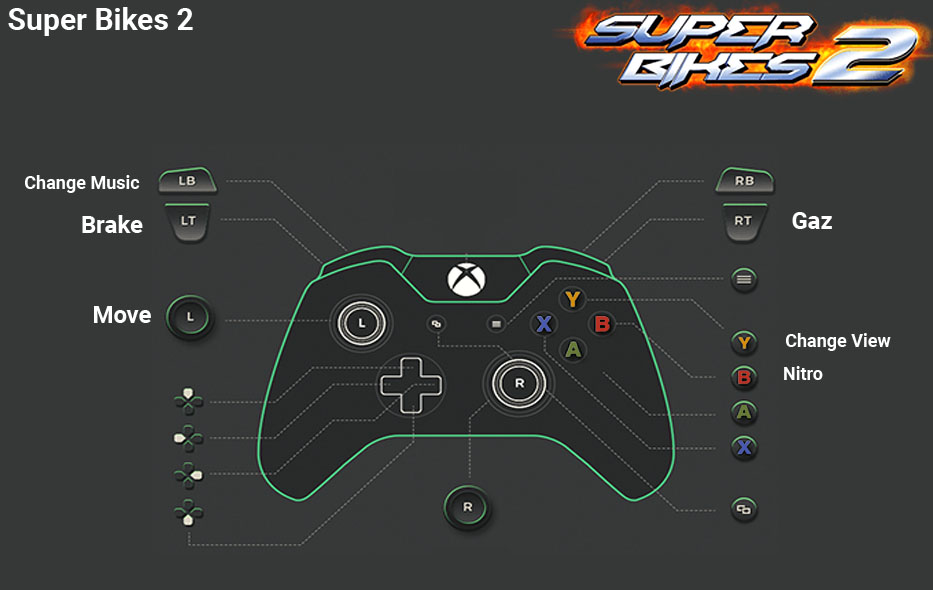 Super Bikes 2
SUPER
BIKES 2
Change Music
LB
RB
Brake
LT
RT
Gaz
Move
L
L
Y
X
B
A
R
Y
Change View
B
Nitro
A
X
R